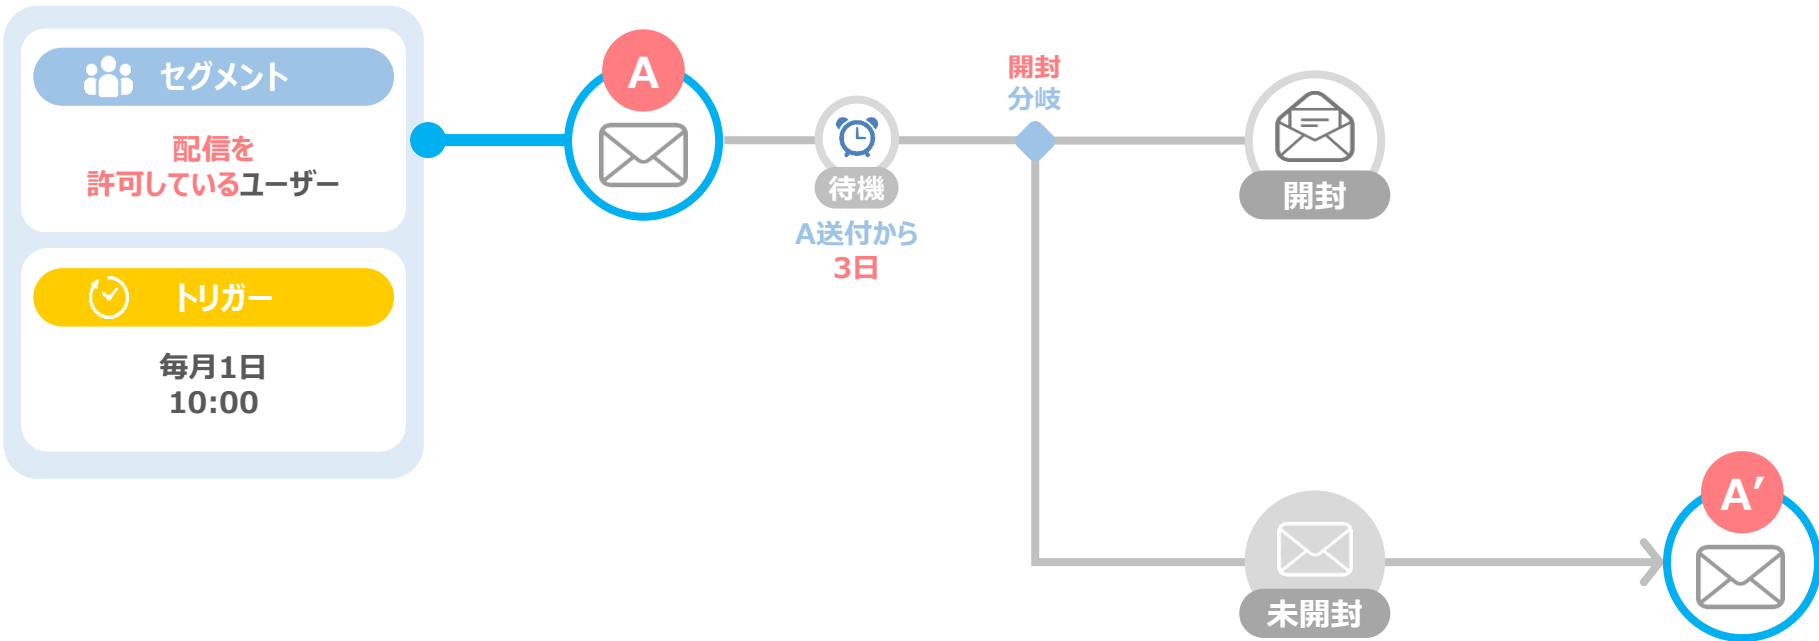 セグメント
配信を
許可しているユーザー
トリガー
毎月1日
10:00
A
待機
A送付から
3日
開封
分岐
開封
未開封
A′